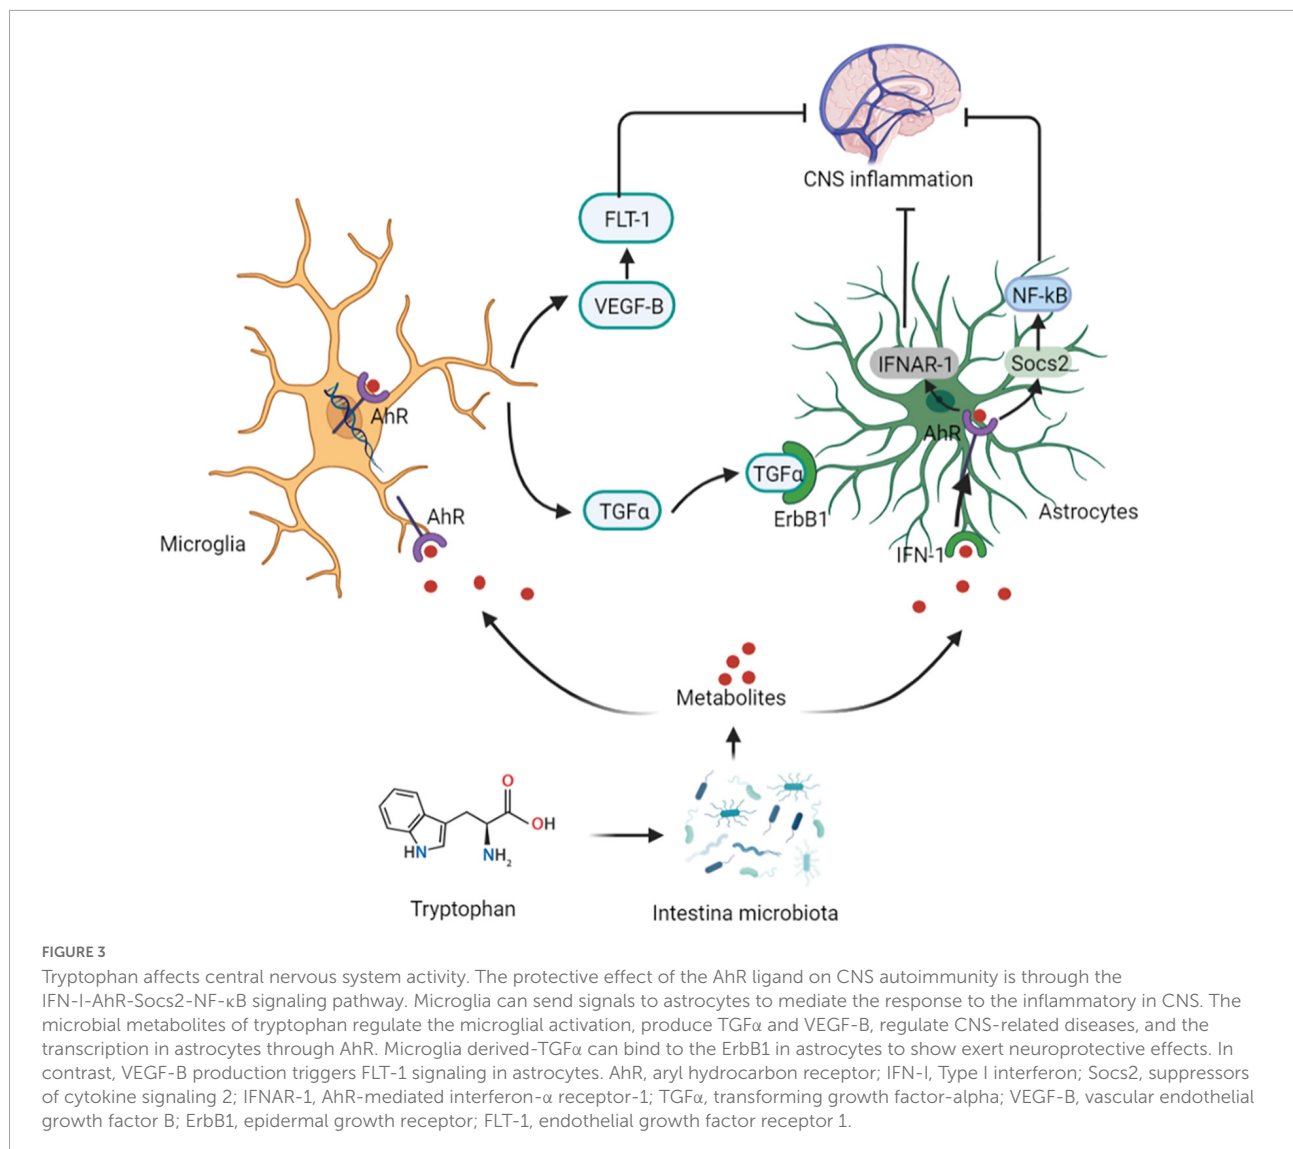 CNS inflammation
FLT-1
VEGF-B
NF-kB
IFNAR-1
Socs2
AhR
AhR
TGFα
ErbB1
Astrocytes
AhR
TGFα
Microglia
IFN-1
Metabolites
O
OH
HN
NH2
Tryptophan
Intestina microbiota
FIGURE 3
Tryptophan affects central nervous system activity. The protective effect of the AhR ligand on CNS autoimmunity is through the
IFN-I-AhR-Socs2-NF-κB signaling pathway. Microglia can send signals to astrocytes to mediate the response to the inflammatory in CNS. The
microbial metabolites of tryptophan regulate the microglial activation, produce TGFα and VEGF-B, regulate CNS-related diseases, and the
transcription in astrocytes through AhR. Microglia derived-TGFα can bind to the ErbB1 in astrocytes to show exert neuroprotective effects. In
contrast, VEGF-B production triggers FLT-1 signaling in astrocytes. AhR, aryl hydrocarbon receptor; IFN-I, Type I interferon; Socs2, suppressors
of cytokine signaling 2; IFNAR-1, AhR-mediated interferon-α receptor-1; TGFα, transforming growth factor-alpha; VEGF-B, vascular endothelial
growth factor B; ErbB1, epidermal growth receptor; FLT-1, endothelial growth factor receptor 1.